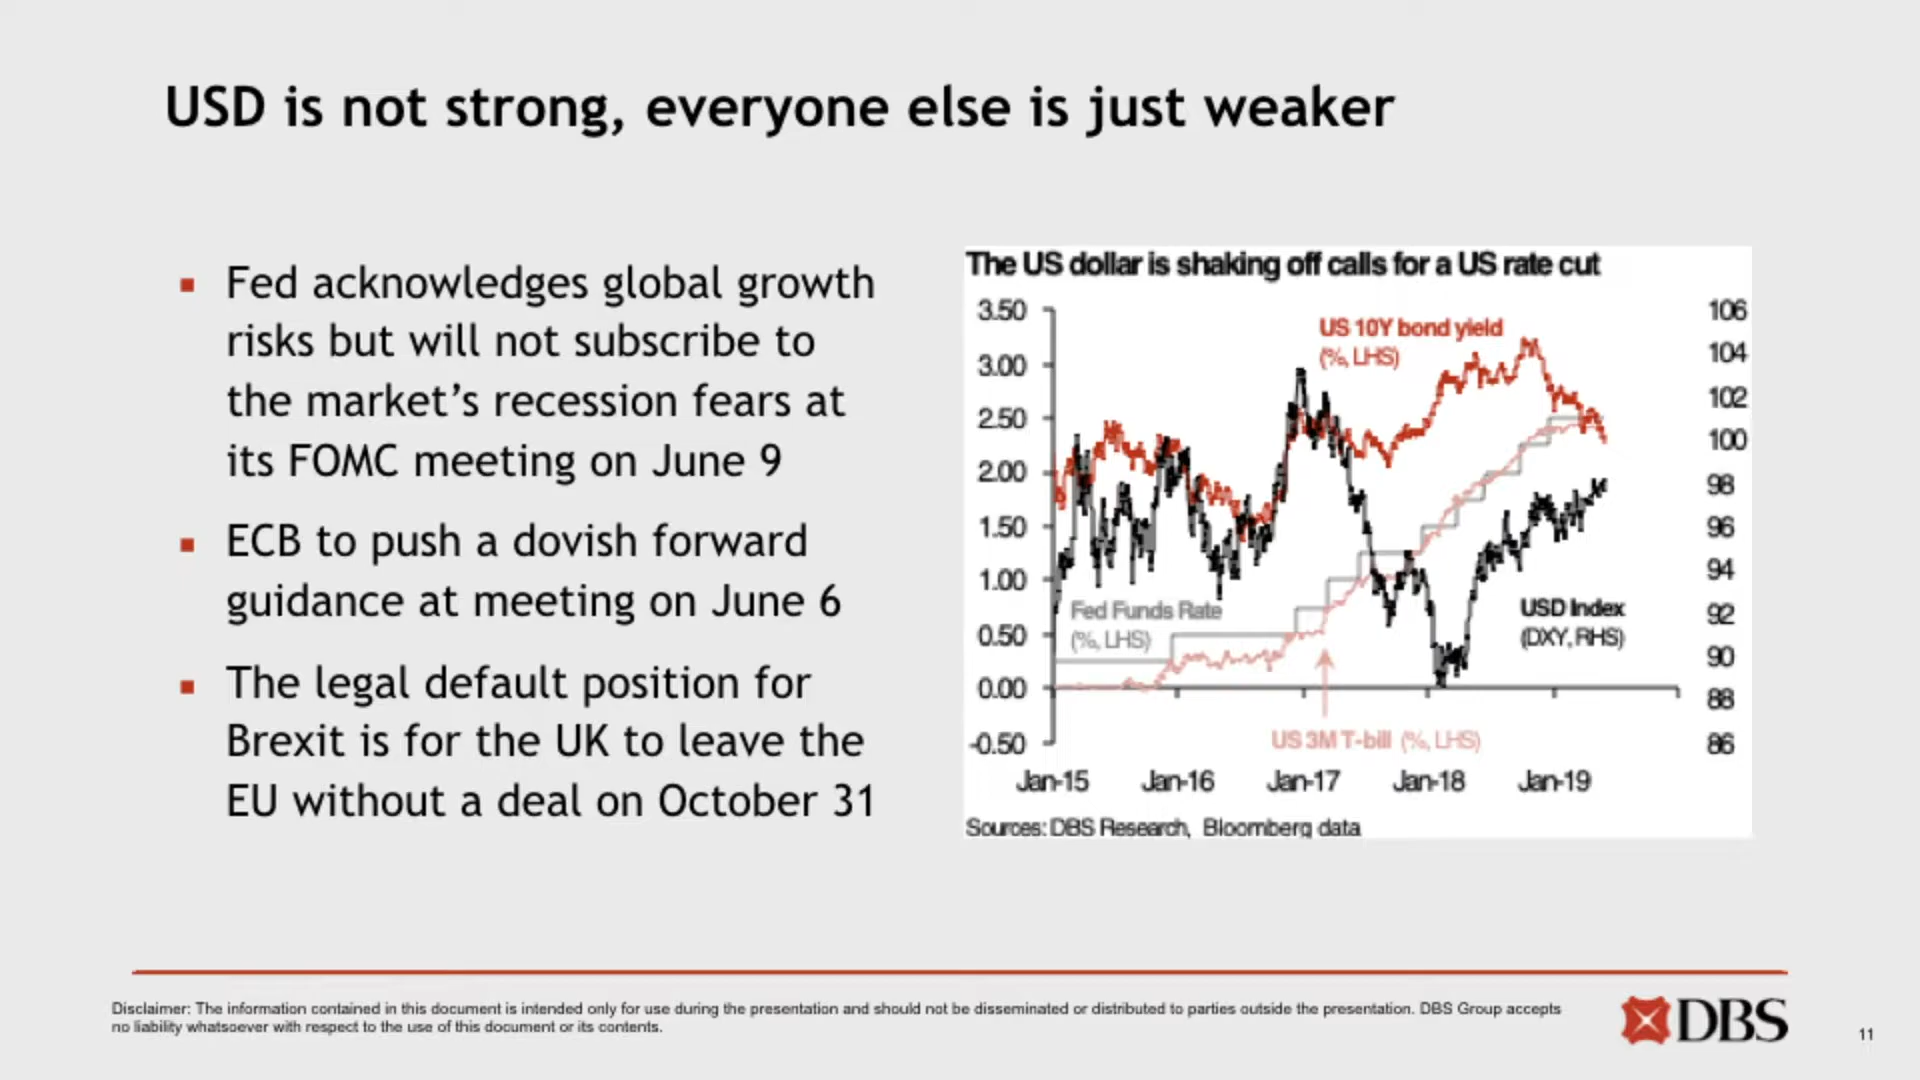 USD is not strong, everyone else is just weaker
▪ Fed acknowledges global growth
risks but will not subscribe to
the market's recession fears at
its FOMC meeting on June 9
▪ ECB to push a dovish forward
guidance at meeting on June 6
▪ The legal default position for
Brexit is for the UK to leave the
EU without a deal on October 31
The US dollar is shaking off calls for a US rate cut
3.50
3.00
2.50
2.00
1.50
1.00
0.50
0.00
-0.50
US 10Y bond yield
(%, LHS)
Fed Funds Rate
(%, LHS)
USD Index
(DXY, RHS)
US 3M T-bill (%, LHS)
106
104
102
100
98
96
94
92
90
88
86
Jan-15 Jan-16 Jan-17 Jan-18 Jan-19
Sources: DBS Research, Bloomberg data
Disclaimer: The information contained in this document is intended only for use during the presentation and should not be disseminated or distributed to parties outside the presentation. DBS Group accepts
no liability whatsoever with respect to the use of this document or its contents.
DBS
11